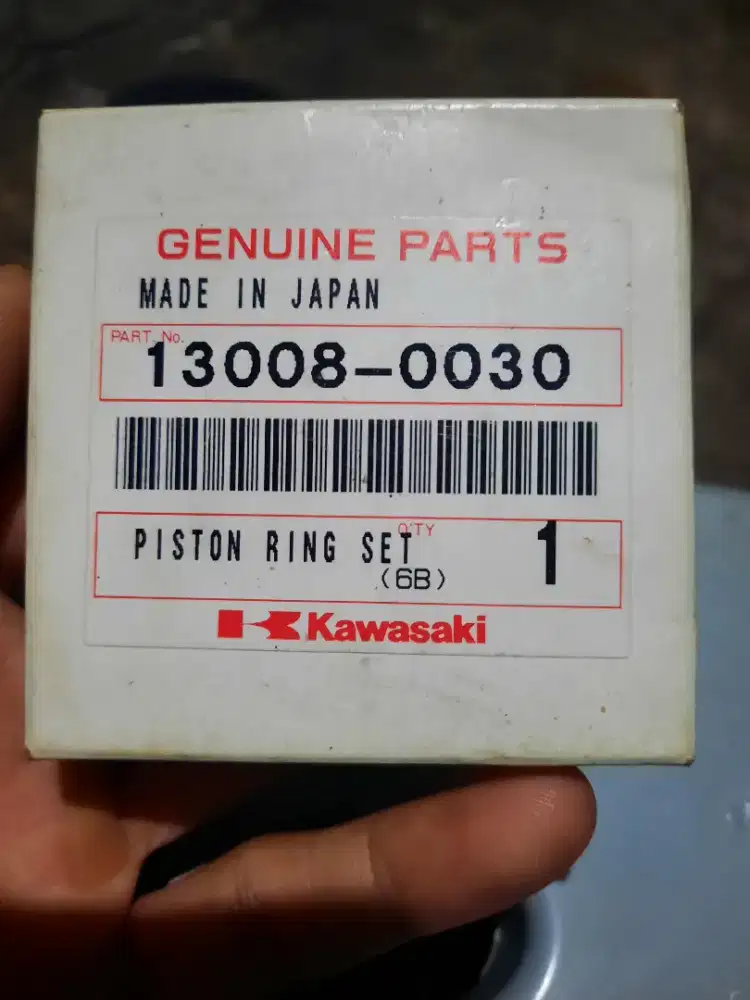 GENUINE PARTS
MADE IN JAPAN
PART. No.
13008-0030
PISTON RING SET
Q'TY
1
(6B)
Kawasaki